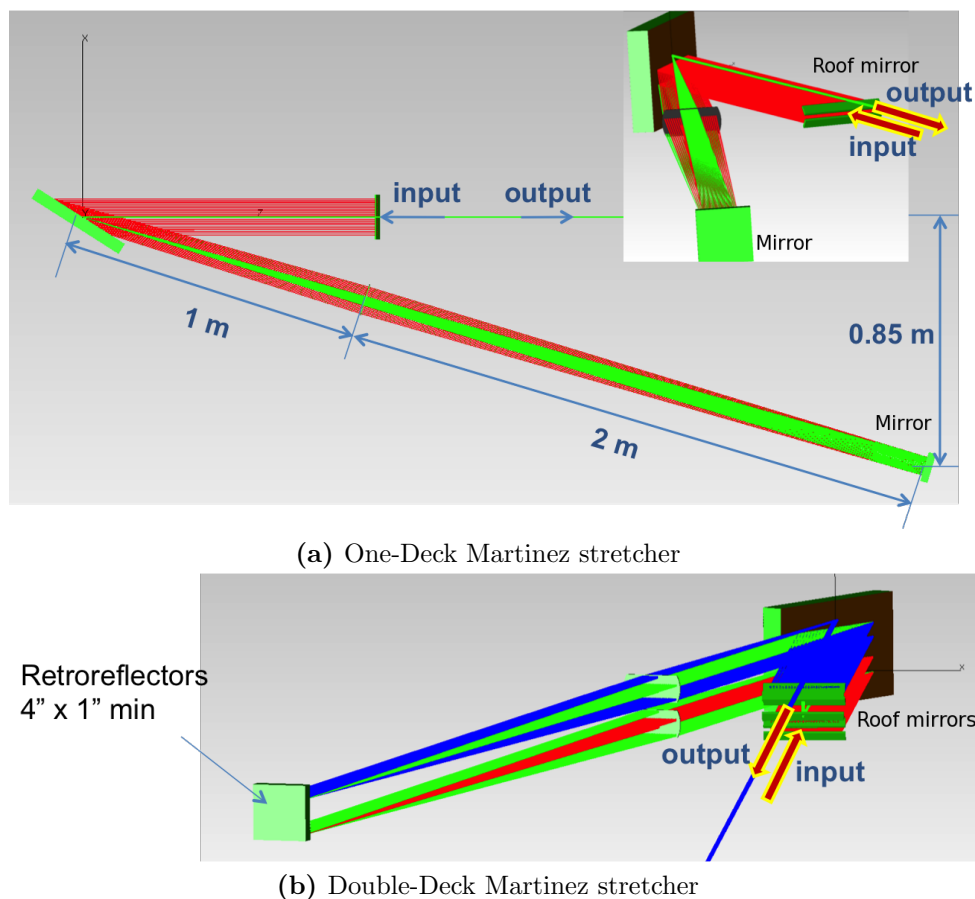 x
Roof mirror
output
input
input
output
z
Mirror
1 m
0.85 m
Mirror
2 m
(a) One-Deck Martinez stretcher
Retroreflectors
4” x 1” min
x
y
Roof mirrors
output
input
(b) Double-Deck Martinez stretcher